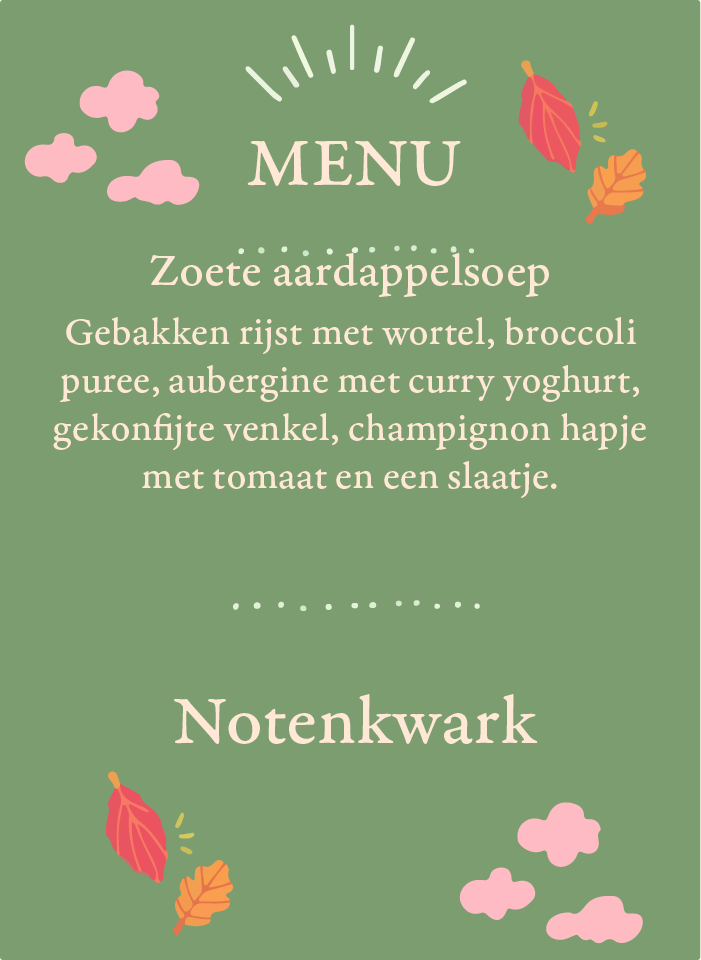 MENU
Zoete aardappelsoep
Gebakken rijst met wortel, broccoli
puree, aubergine met curry yoghurt,
gekonfijte venkel, champignon hapje
met tomaat en een slaatje.
Notenkwark